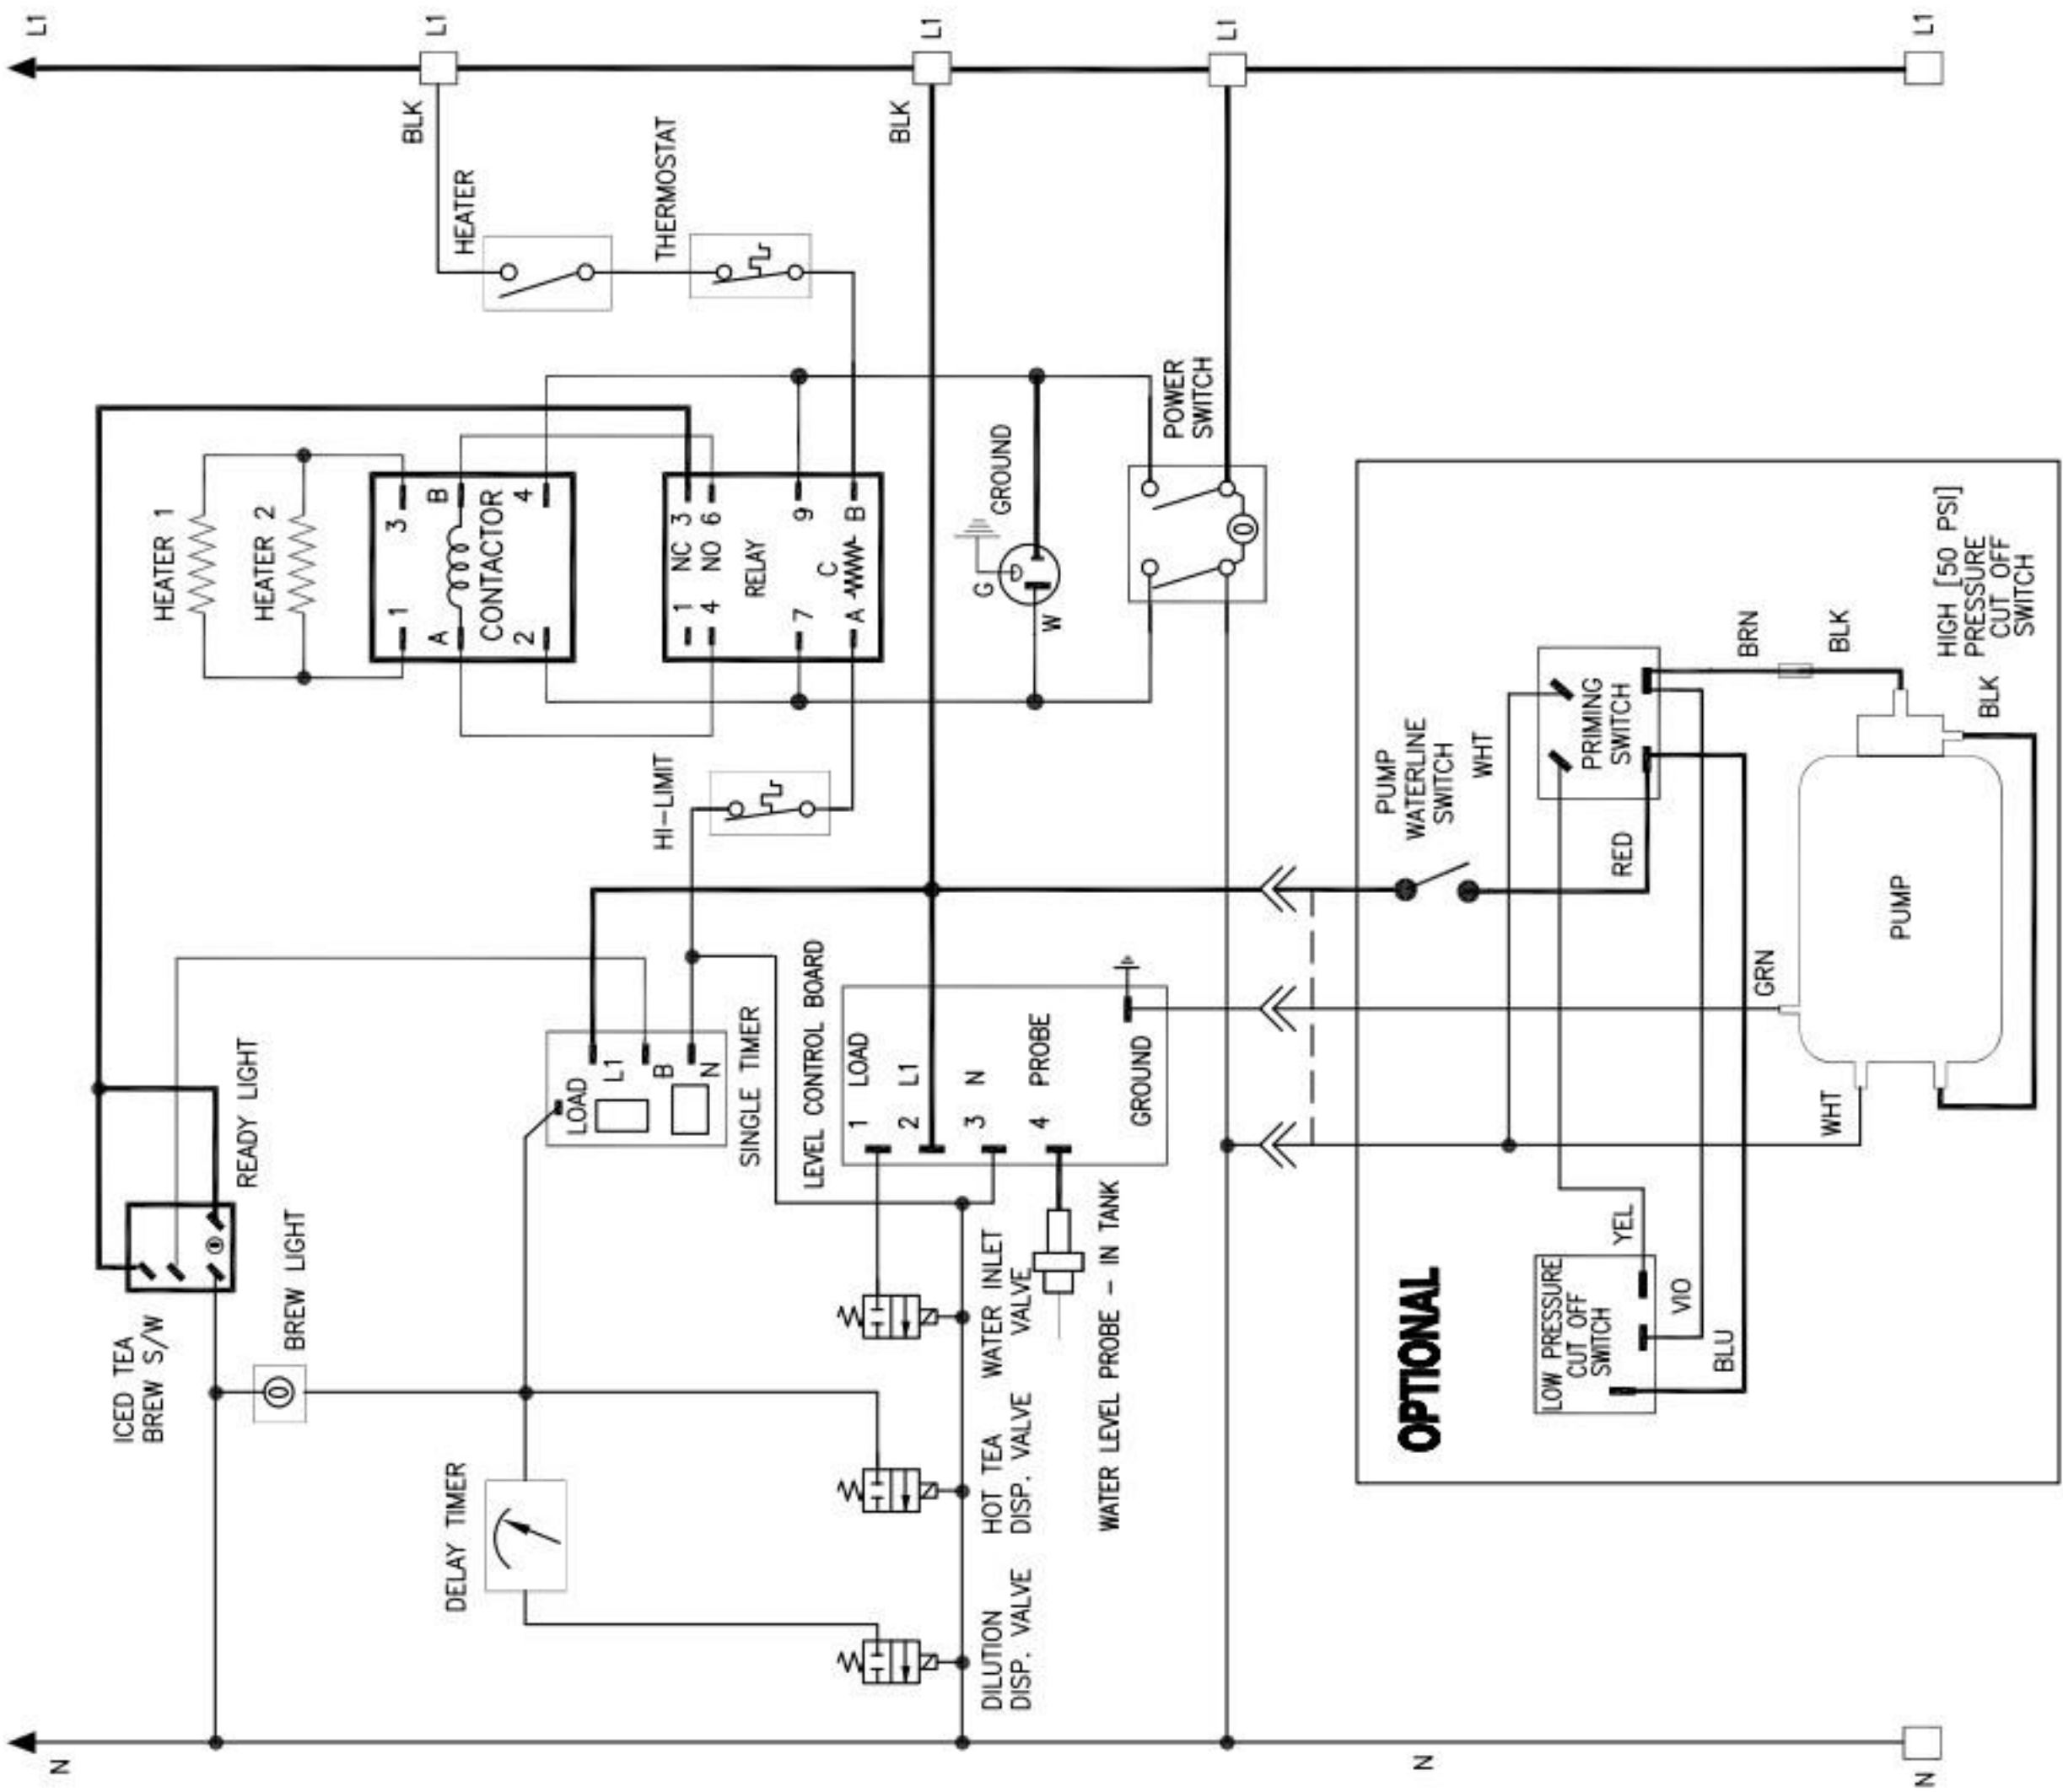 L1
L1
L1
L1
L1
BLK
BLK
HEATER
THERMOSTAT
POWER
SWITCH
HEATER 1
HEATER 2
3
B
4
CONTACTOR
1
A
2
NC 3
NO 6
RELAY
9
B
C
1
4
7
A
GROUND
G
W
HI-LIMIT
ICED TEA
BREW S/W
READY LIGHT
BREW LIGHT
LOAD
L1
B
N
SINGLE TIMER
LEVEL CONTROL BOARD
1 LOAD
2 L1
3 N
4 PROBE
GROUND
DELAY TIMER
DILUTION
DISP. VALVE
HOT TEA
DISP. VALVE
WATER INLET
VALVE
WATER LEVEL PROBE - IN TANK
PUMP
WATERLINE
SWITCH
WHT
PRIMING
SWITCH
RED
BRN
BLK
HIGH [50 PSI]
PRESSURE
CUT OFF
SWITCH
BLK
GRN
PUMP
WHT
YEL
VIO
BLU
LOW PRESSURE
CUT OFF
SWITCH
OPTIONAL
N
N
N